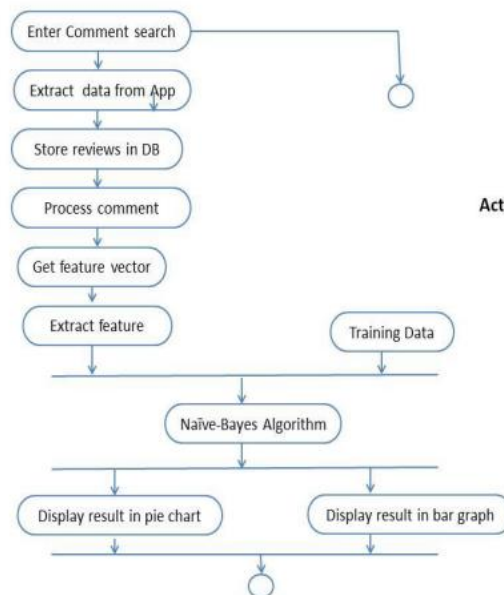 Enter Comment search
Extract data from App
Store reviews in DB
Process comment
Act
Get feature vector
Extract feature
Training Data
Naïve-Bayes Algorithm
Display result in pie chart
Display result in bar graph